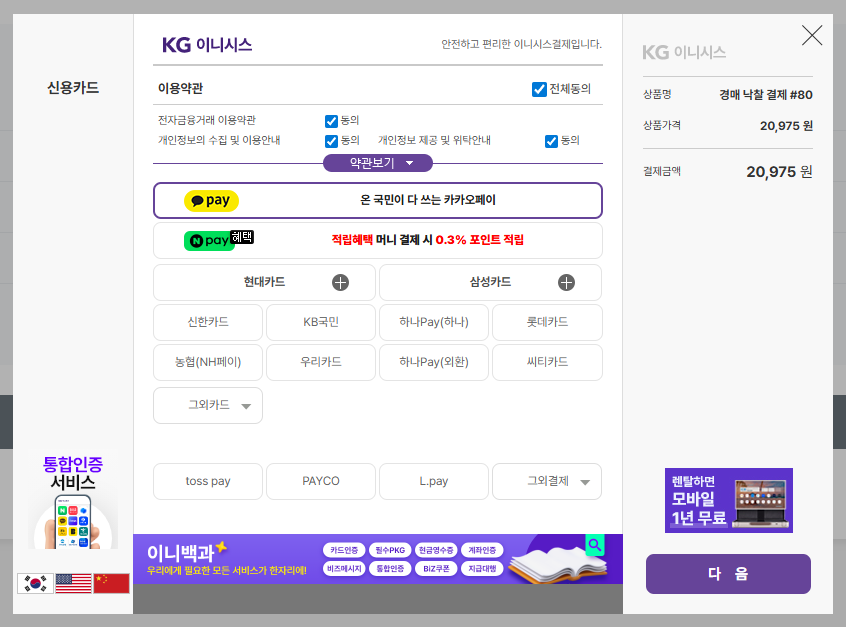 신용카드
통합인증
서비스
KG 이니시스
안전하고 편리한 이니시스결제입니다.
이용약관
전체동의
전자금융거래 이용약관
동의
개인정보의 수집 및 이용안내
동의
개인정보 제공 및 위탁안내
동의
약관보기
pay
온 국민이 다 쓰는 카카오페이
N pay 혜택
적립혜택 머니 결제 시 0.3% 포인트 적립
현대카드
삼성카드
신한카드
KB국민
하나Pay(하나)
롯데카드
농협(NH페이)
우리카드
하나Pay(외환)
씨티카드
그외카드
toss pay
PAYCO
L.pay
그외결제
이니백과
우리에게 필요한 모든 서비스가 한자리에!
카드인증
필수PKG
현금영수증
계좌인증
비즈메시지
통합인증
BiZ쿠폰
지급대행
KG 이니시스
상품명
경매 낙찰 결제 #80
상품가격
20,975 원
결제금액
20,975 원
렌탈하면
모바일
1년 무료
다 음